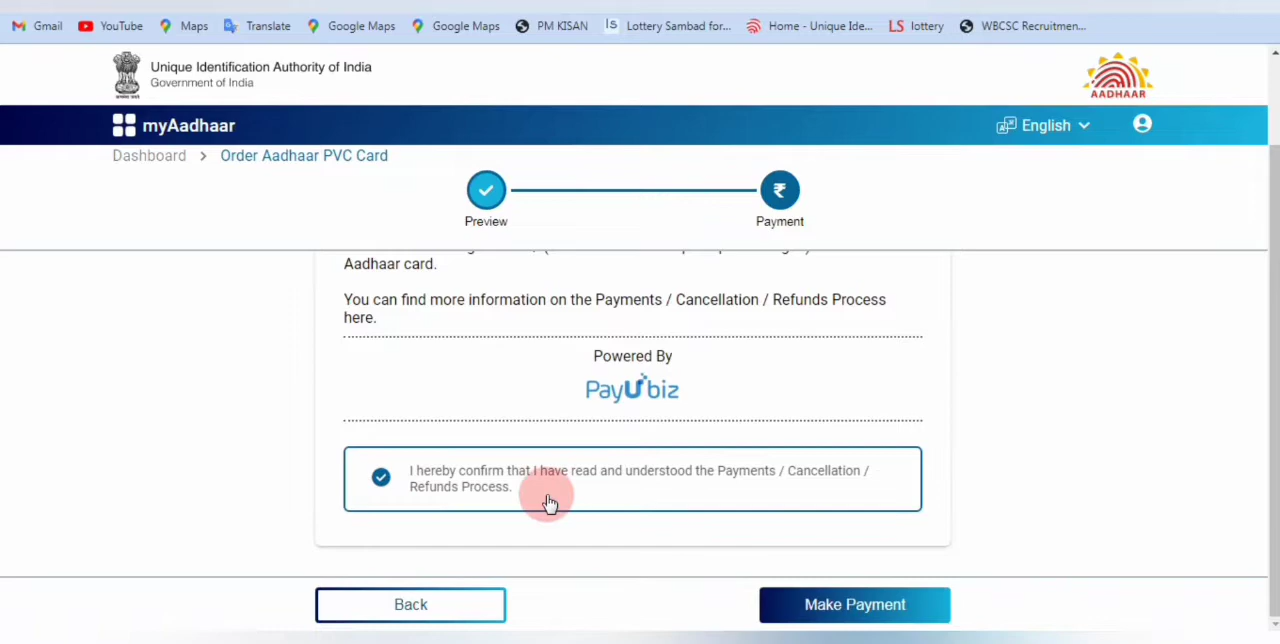 Gmail YouTube Maps Translate Google Maps Google Maps PM KISAN Lottery Sambad for... Home - Unique Ide... LS lottery WBCSC Recruitmen...
Unique Identification Authority of India
Government of India
AADHAAR
myAadhaar
English
Dashboard > Order Aadhaar PVC Card
Preview
Payment
Aadhaar card.
You can find more information on the Payments / Cancellation / Refunds Process
here.
Powered By
PayUbiz
I hereby confirm that I have read and understood the Payments / Cancellation /
Refunds Process.
Back
Make Payment